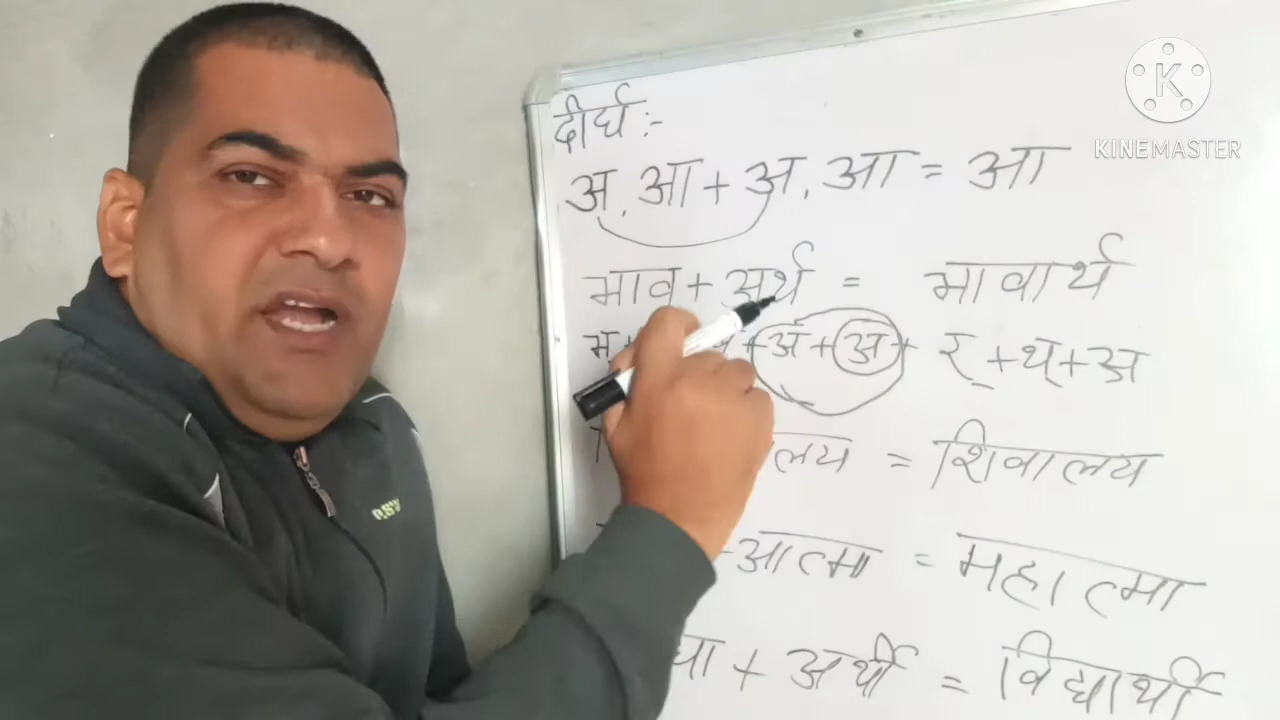 दीर्घ :-
अ, आ + अ, आ = आ
भाव + अर्थ = भावार्थ
+ अ + अ + र् + थ् + अ
लय = शिवालय
आत्मा = महात्मा
+ अर्थी = विद्यार्थी
KINEMASTER